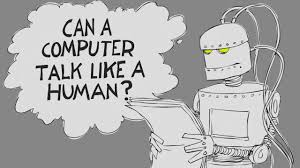 CAN A
COMPUTER
TALK LIKE A
HUMAN?